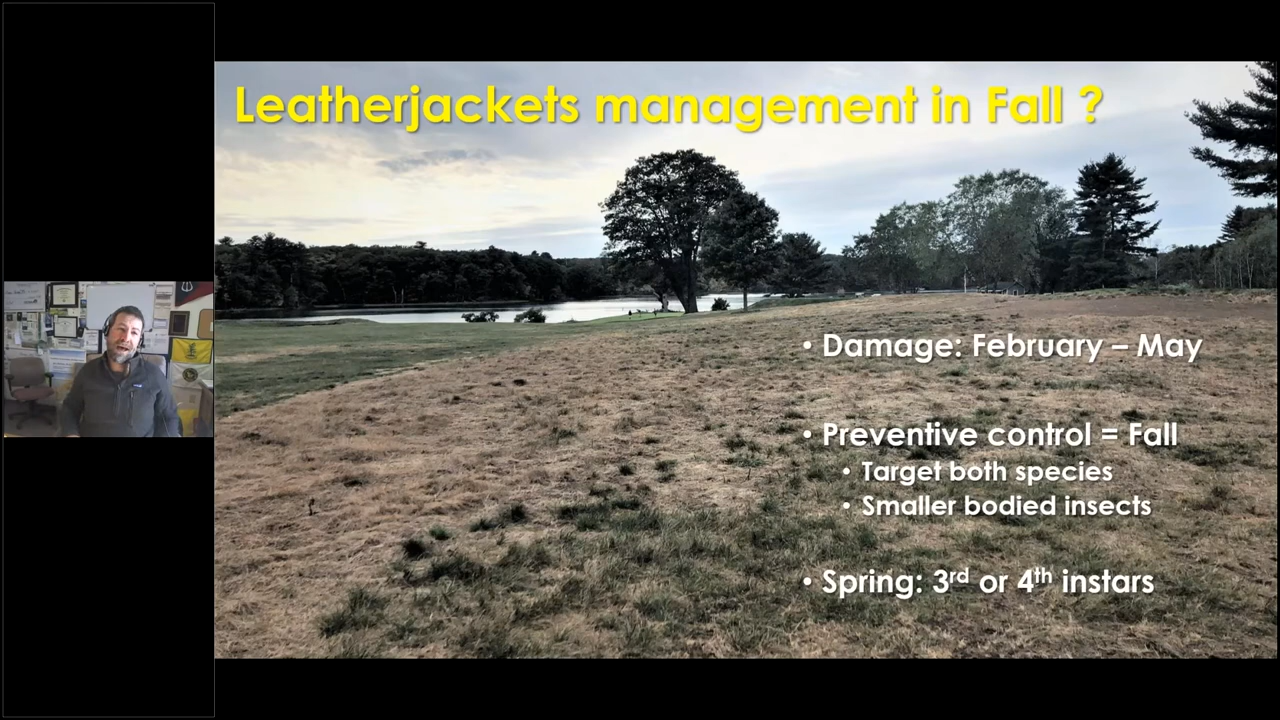 Leatherjackets management in Fall ?
• Damage: February – May
• Preventive control = Fall
• Target both species
• Smaller bodied insects
• Spring: 3rd or 4th instars